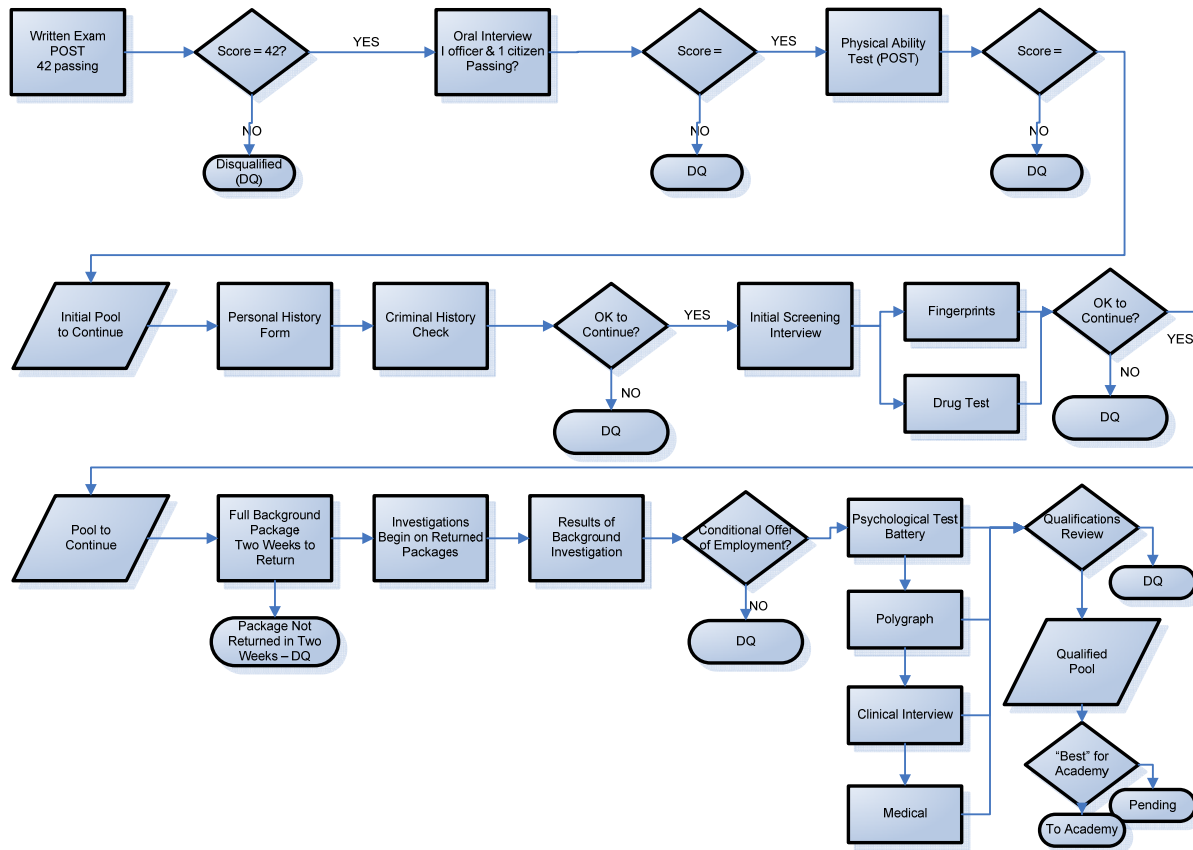 Written Exam
POST
42 passing
Score = 42?
YES
Oral Interview
I officer & 1 citizen
Passing?
Score =
YES
Physical Ability
Test (POST)
Score =
NO
NO
NO
Disqualified
(DQ)
DQ
DQ
Initial Pool
to Continue
Personal History
Form
Criminal History
Check
OK to
Continue?
YES
Initial Screening
Interview
Fingerprints
OK to
Continue?
YES
NO
Drug Test
NO
DQ
DQ
Pool to
Continue
Full Background
Package
Two Weeks to
Return
Investigations
Begin on Returned
Packages
Results of
Background
Investigation
Conditional Offer
of Employment?
Psychological Test
Battery
Qualifications
Review
DQ
NO
Package Not
Returned in Two
Weeks – DQ
DQ
Polygraph
Qualified
Pool
Clinical Interview
“Best” for
Academy
Medical
Pending
To Academy